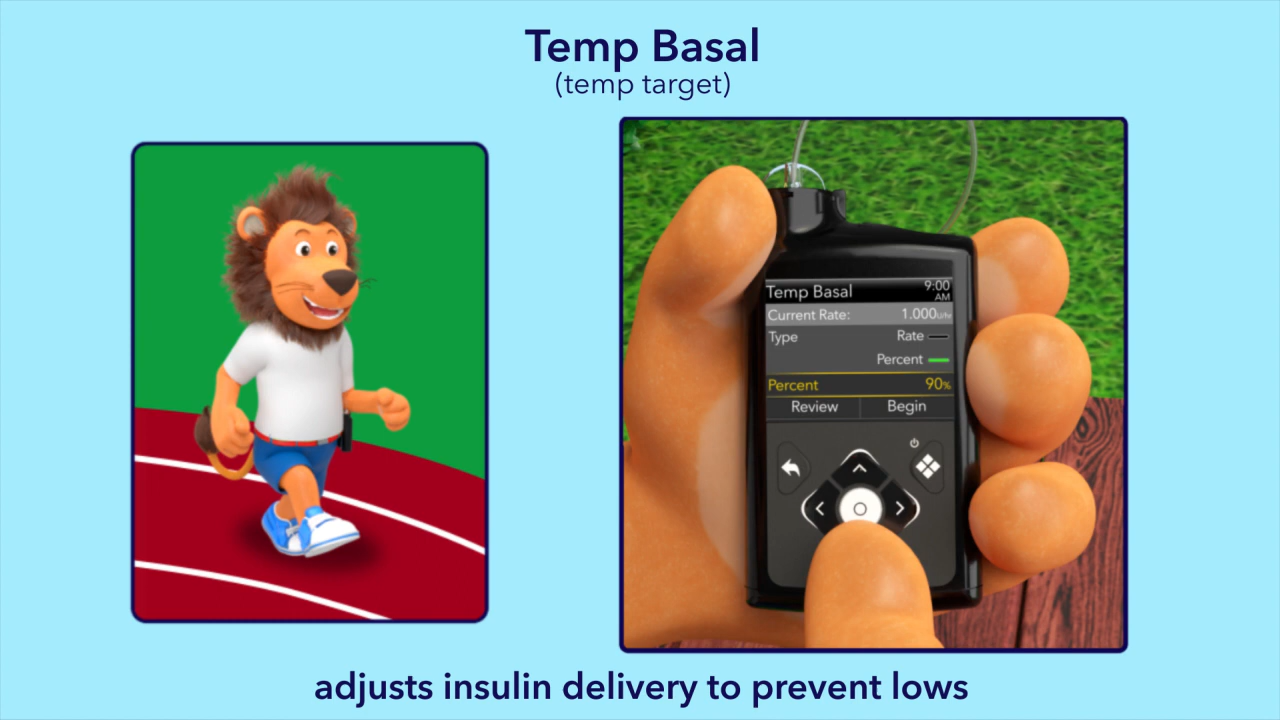 Temp Basal
(temp target)
Temp Basal 9:00 AM
Current Rate: 1.000 U/hr
Type Rate
Percent
Percent 90%
Review Begin
adjusts insulin delivery to prevent lows